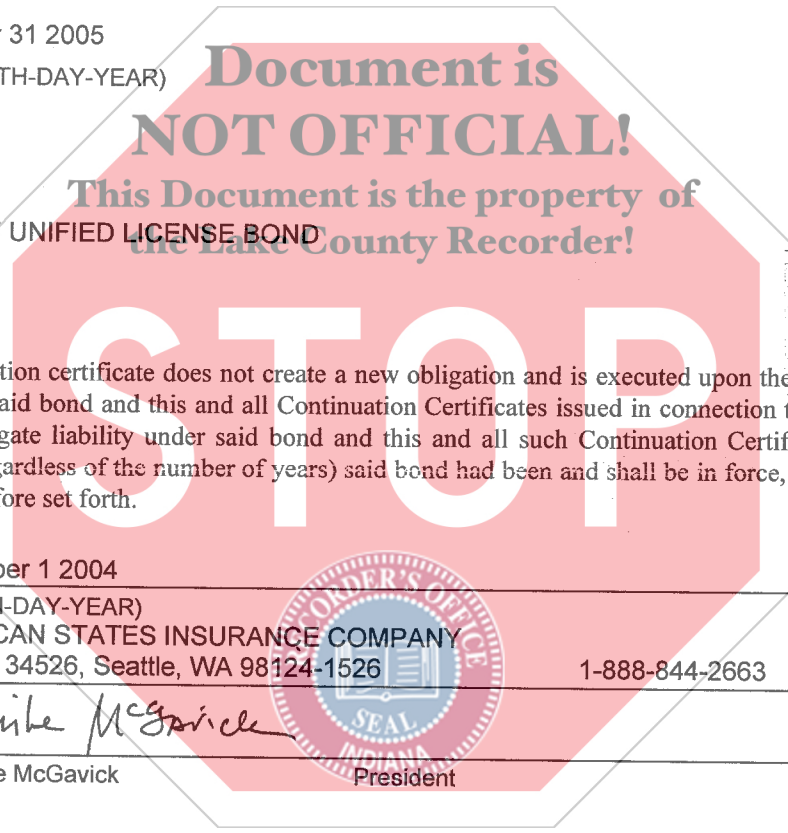 31 2005
TH-DAY-YEAR)
Document is
NOT OFFICIAL!
This Document is the property of
the Lake County Recorder!
UNIFIED LICENSE BOND
STOP
tion certificate does not create a new obligation and is executed upon the
aid bond and this and all Continuation Certificates issued in connection t
gate liability under said bond and this and all such Continuation Certif
gardless of the number of years) said bond had been and shall be in force,
fore set forth.
ber 1 2004
-DAY-YEAR)
CAN STATES INSURANCE COMPANY
34526, Seattle, WA 98124-1526 1-888-844-2663
RECORDER'S OFFICE
SEAL
INDIANA
ike McGavick
e McGavick President